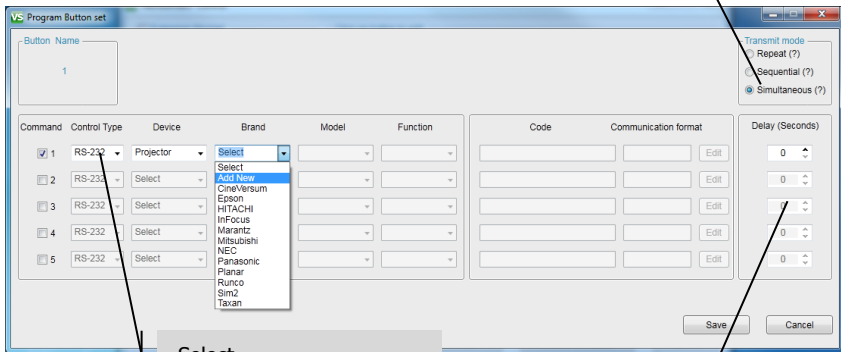 VS Program Button set
Button Name
1
Transmit mode
Repeat (?)
Sequential (?)
Simultaneous (?)
Command Control Type Device Brand Model Function Code Communication format Delay (Seconds)
1 RS-232 Projector Select Edit 0
Select
Add New
CineVersum
Epson
HITACHI
InFocus
Marantz
Mitsubishi
NEC
Panasonic
Planar
Runco
Sim2
Taxan
2 RS-232 Select Edit 0
3 RS-232 Select Edit 0
4 RS-232 Select Edit 0
5 RS-232 Select Edit 0
Save Cancel
Select